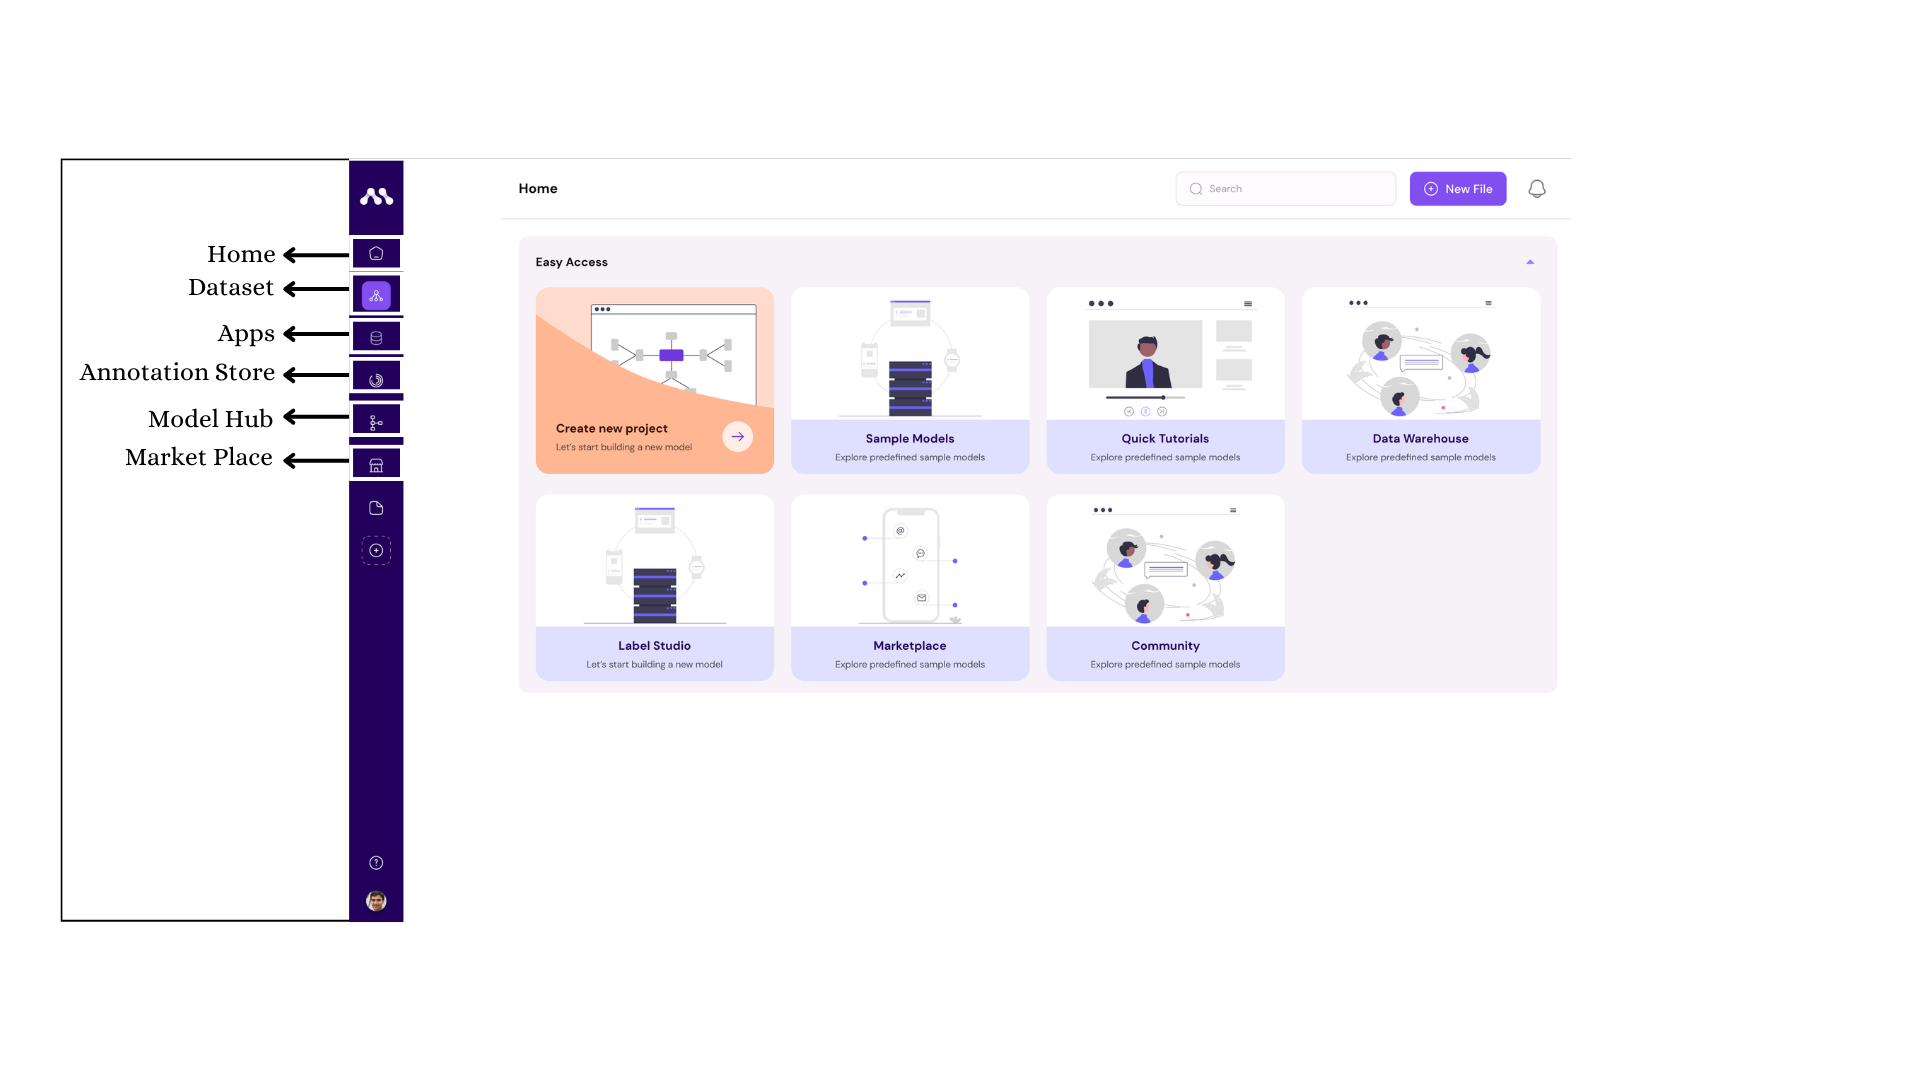 Home
Dataset
Apps
Annotation Store
Model Hub
Market Place
Home
Search
New File
Easy Access
Create new project
Let's start building a new model
Sample Models
Explore predefined sample models
Quick Tutorials
Explore predefined sample models
Data Warehouse
Explore predefined sample models
Label Studio
Let's start building a new model
Marketplace
Explore predefined sample models
Community
Explore predefined sample models